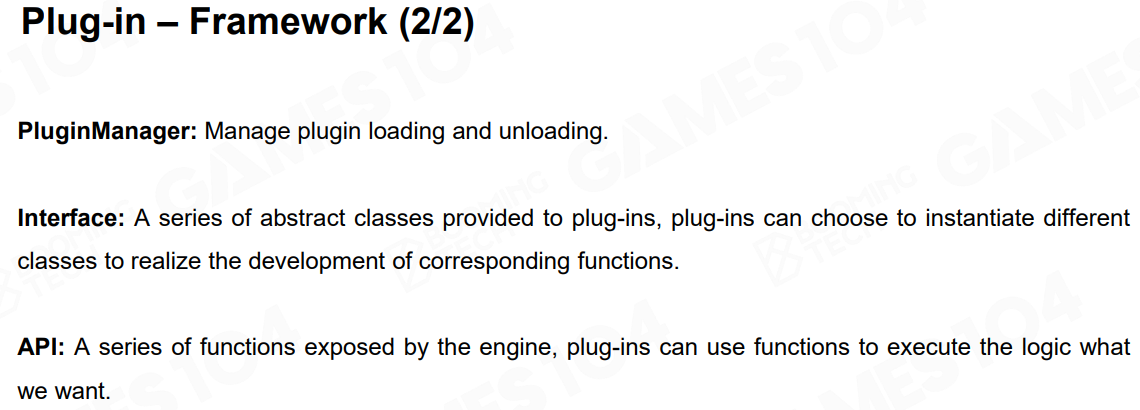 Plug-in – Framework (2/2)
PluginManager: Manage plugin loading and unloading.
Interface: A series of abstract classes provided to plug-ins, plug-ins can choose to instantiate different
classes to realize the development of corresponding functions.
API: A series of functions exposed by the engine, plug-ins can use functions to execute the logic what
we want.
GAMES104